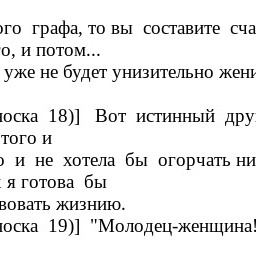 ого графа, то вы составите сча
о, и потом...
уже не будет унизительно жени

носка 18)] Вот истинный дру
того и
о и не хотела бы огорчать ни
я готова бы
вовать жизнию.
носка 19)] "Молодец-женщина!